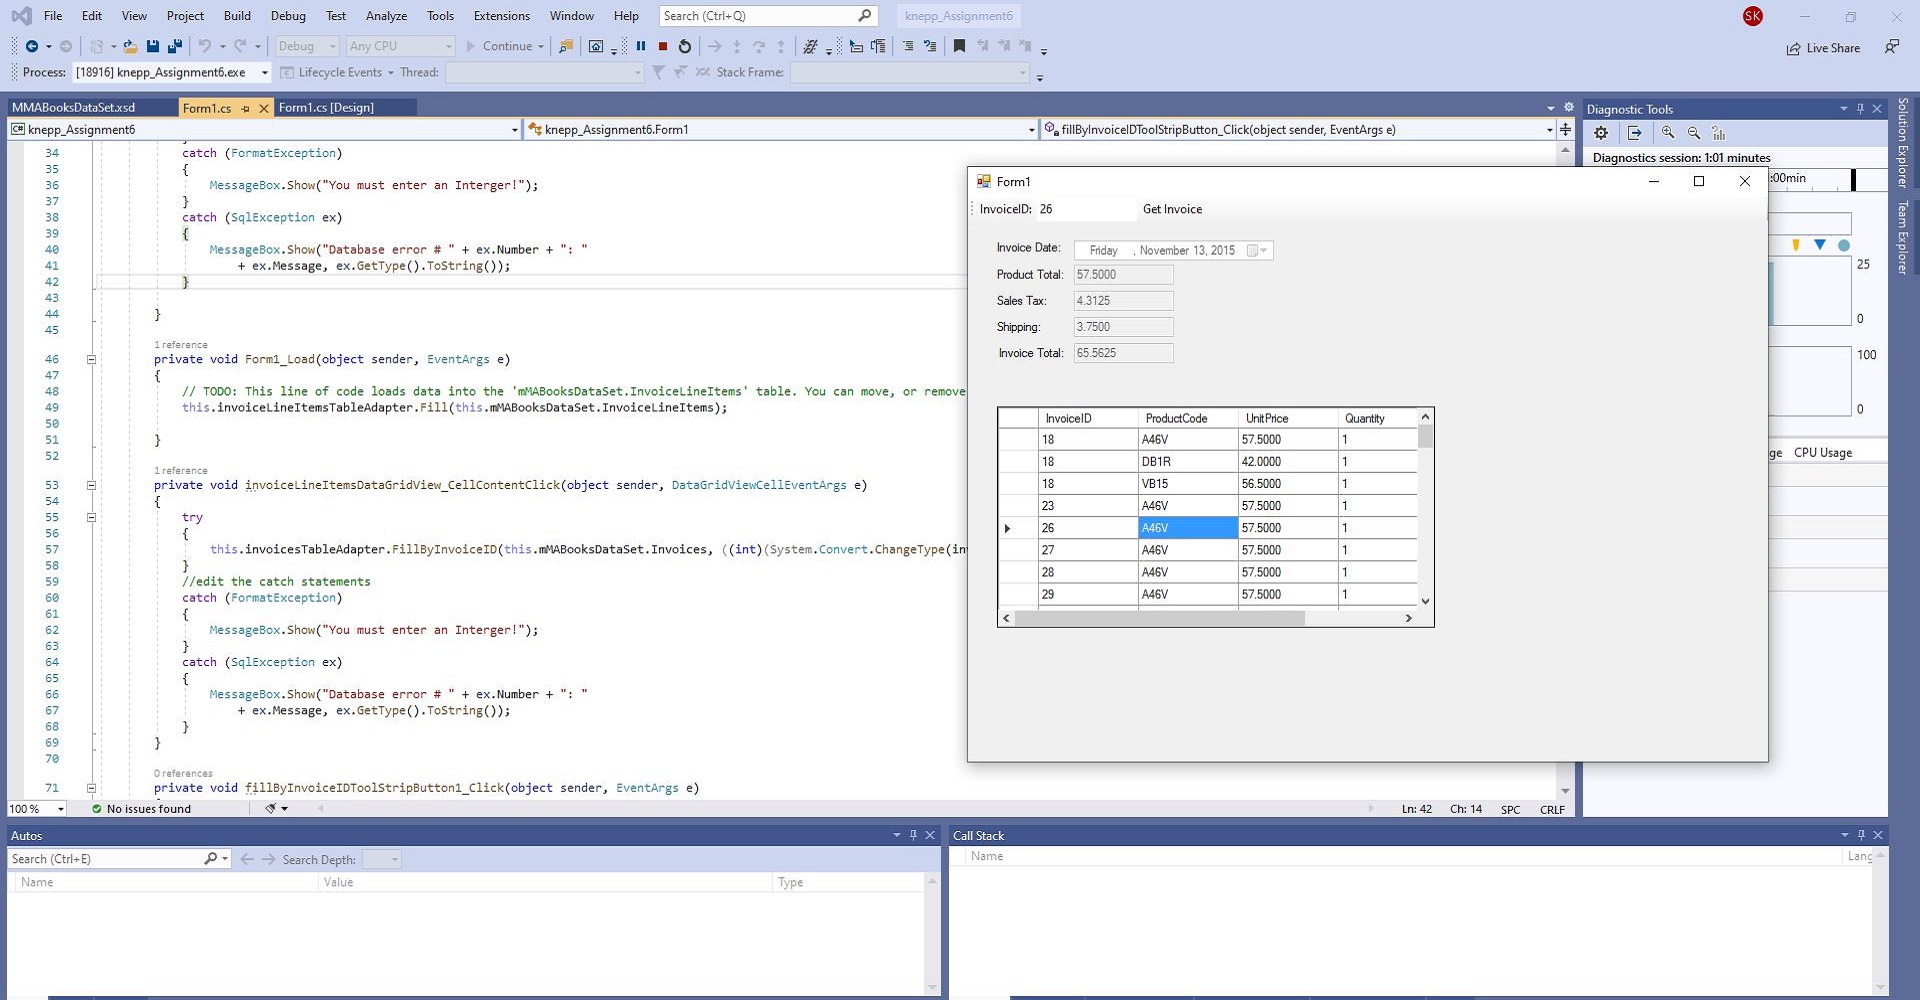 File Edit View Project Build Debug Test Analyze Tools Extensions Window Help Search (Ctrl+Q) knepp_Assignment6 SK
Debug Any CPU Continue Live Share
Process: [18916] knepp_Assignment6.exe Lifecycle Events Thread: Stack Frame:
MMABooksDataSet.xsd Form1.cs Form1.cs [Design]
knepp_Assignment6 knepp_Assignment6.Form1 fillByInvoiceIDToolStripButton_Click(object sender, EventArgs e)
34 catch (FormatException)
35 {
36 MessageBox.Show("You must enter an Interger!");
37 }
38 catch (SqlException ex)
39 {
40 MessageBox.Show("Database error # " + ex.Number + ": "
41 + ex.Message, ex.GetType().ToString());
42 }
43
44 }
45
1 reference
46 private void Form1_Load(object sender, EventArgs e)
47 {
48 // TODO: This line of code loads data into the 'mMABooksDataSet.InvoiceLineItems' table. You can move, or remove
49 this.invoiceLineItemsTableAdapter.Fill(this.mMABooksDataSet.InvoiceLineItems);
50
51 }
52
1 reference
53 private void invoiceLineItemsDataGridView_CellContentClick(object sender, DataGridViewCellEventArgs e)
54 {
55 try
56 {
57 this.invoicesTableAdapter.FillByInvoiceID(this.mMABooksDataSet.Invoices, ((int)(System.Convert.ChangeType(in
58 }
59 //edit the catch statements
60 catch (FormatException)
61 {
62 MessageBox.Show("You must enter an Interger!");
63 }
64 catch (SqlException ex)
65 {
66 MessageBox.Show("Database error # " + ex.Number + ": "
67 + ex.Message, ex.GetType().ToString());
68 }
69 }
70
0 references
71 private void fillByInvoiceIDToolStripButton1_Click(object sender, EventArgs e)
100 % No issues found Ln: 42 Ch: 14 SPC CRLF
Form1
InvoiceID: 26 Get Invoice
Invoice Date: Friday , November 13, 2015
Product Total: 57.5000
Sales Tax: 4.3125
Shipping: 3.7500
Invoice Total: 65.5625
InvoiceID ProductCode UnitPrice Quantity
18 A46V 57.5000 1
18 DB1R 42.0000 1
18 VB15 56.5000 1
23 A46V 57.5000 1
26 A46V 57.5000 1
27 A46V 57.5000 1
28 A46V 57.5000 1
29 A46V 57.5000 1
Diagnostic Tools
Diagnostics session: 1:01 minutes
:00min
25
0
100
0
ge CPU Usage
Solution Explorer
Team Explorer
Autos
Search (Ctrl+E) Search Depth:
Name Value Type
Call Stack
Name Lang